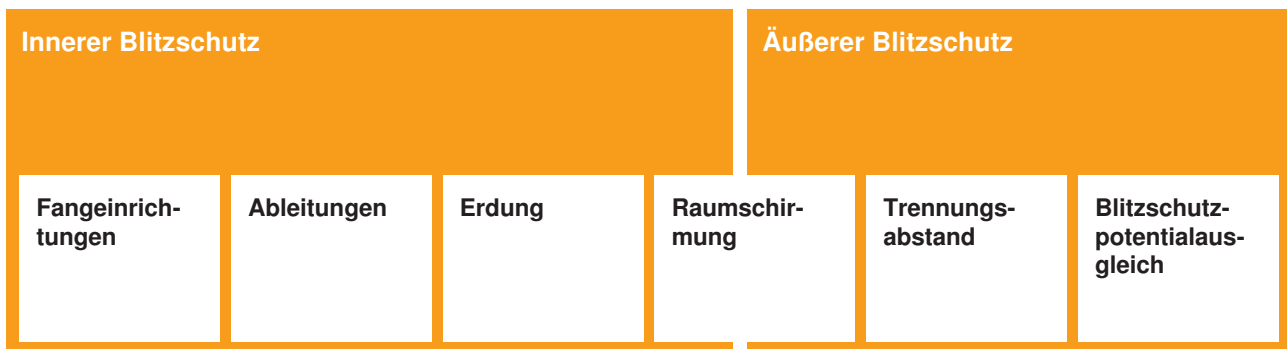 Innerer Blitzschutz
Äußerer Blitzschutz
Fangeinrich-
tungen
Ableitungen
Erdung
Raumschir-
mung
Trennungs-
abstand
Blitzschutz-
potentialaus-
gleich